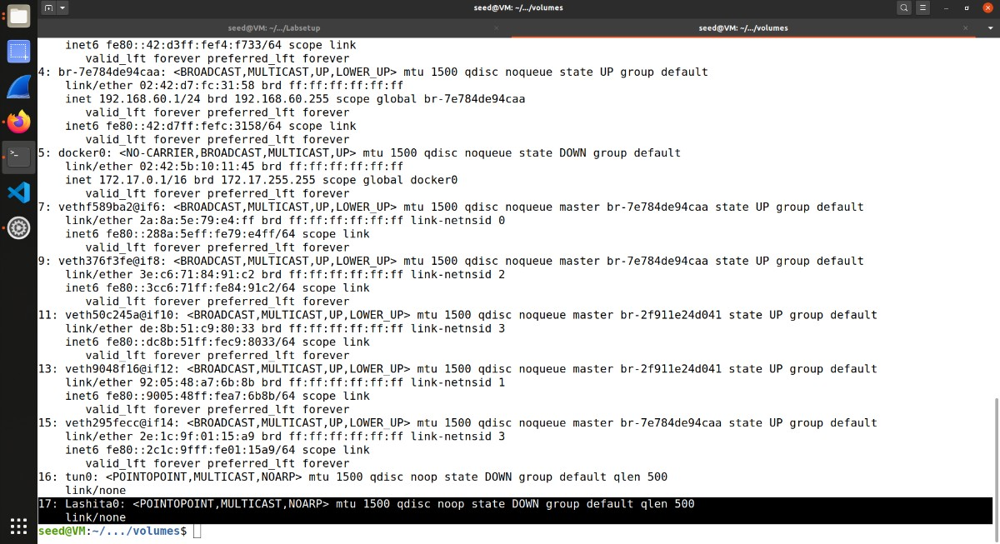 seed@VM: ~/.../volumes
seed@VM: ~/.../Labsetup
seed@VM: ~/.../volumes
    inet6 fe80::42:d3ff:fef4:f733/64 scope link
       valid_lft forever preferred_lft forever
4: br-7e784de94caa: <BROADCAST,MULTICAST,UP,LOWER_UP> mtu 1500 qdisc noqueue state UP group default
    link/ether 02:42:d7:fc:31:58 brd ff:ff:ff:ff:ff:ff
    inet 192.168.60.1/24 brd 192.168.60.255 scope global br-7e784de94caa
       valid_lft forever preferred_lft forever
    inet6 fe80::42:d7ff:fefc:3158/64 scope link
       valid_lft forever preferred_lft forever
5: docker0: <NO-CARRIER,BROADCAST,MULTICAST,UP> mtu 1500 qdisc noqueue state DOWN group default
    link/ether 02:42:5b:10:11:45 brd ff:ff:ff:ff:ff:ff
    inet 172.17.0.1/16 brd 172.17.255.255 scope global docker0
       valid_lft forever preferred_lft forever
7: vethf589ba2@if6: <BROADCAST,MULTICAST,UP,LOWER_UP> mtu 1500 qdisc noqueue master br-7e784de94caa state UP group default
    link/ether 2a:8a:5e:79:e4:ff brd ff:ff:ff:ff:ff:ff link-netnsid 0
    inet6 fe80::288a:5eff:fe79:e4ff/64 scope link
       valid_lft forever preferred_lft forever
9: veth376f3fe@if8: <BROADCAST,MULTICAST,UP,LOWER_UP> mtu 1500 qdisc noqueue master br-7e784de94caa state UP group default
    link/ether 3e:c6:71:84:91:c2 brd ff:ff:ff:ff:ff:ff link-netnsid 2
    inet6 fe80::3cc6:71ff:fe84:91c2/64 scope link
       valid_lft forever preferred_lft forever
11: veth50c245a@if10: <BROADCAST,MULTICAST,UP,LOWER_UP> mtu 1500 qdisc noqueue master br-2f911e24d041 state UP group default
    link/ether de:8b:51:c9:80:33 brd ff:ff:ff:ff:ff:ff link-netnsid 3
    inet6 fe80::dc8b:51ff:fec9:8033/64 scope link
       valid_lft forever preferred_lft forever
13: veth9048f16@if12: <BROADCAST,MULTICAST,UP,LOWER_UP> mtu 1500 qdisc noqueue master br-2f911e24d041 state UP group default
    link/ether 92:05:48:a7:6b:8b brd ff:ff:ff:ff:ff:ff link-netnsid 1
    inet6 fe80::9005:48ff:fea7:6b8b/64 scope link
       valid_lft forever preferred_lft forever
15: veth295fecc@if14: <BROADCAST,MULTICAST,UP,LOWER_UP> mtu 1500 qdisc noqueue master br-7e784de94caa state UP group default
    link/ether 2e:1c:9f:01:15:a9 brd ff:ff:ff:ff:ff:ff link-netnsid 3
    inet6 fe80::2c1c:9fff:fe01:15a9/64 scope link
       valid_lft forever preferred_lft forever
16: tun0: <POINTOPOINT,MULTICAST,NOARP> mtu 1500 qdisc noop state DOWN group default qlen 500
    link/none
17: Lashita0: <POINTOPOINT,MULTICAST,NOARP> mtu 1500 qdisc noop state DOWN group default qlen 500
    link/none
seed@VM:~/.../volumes$